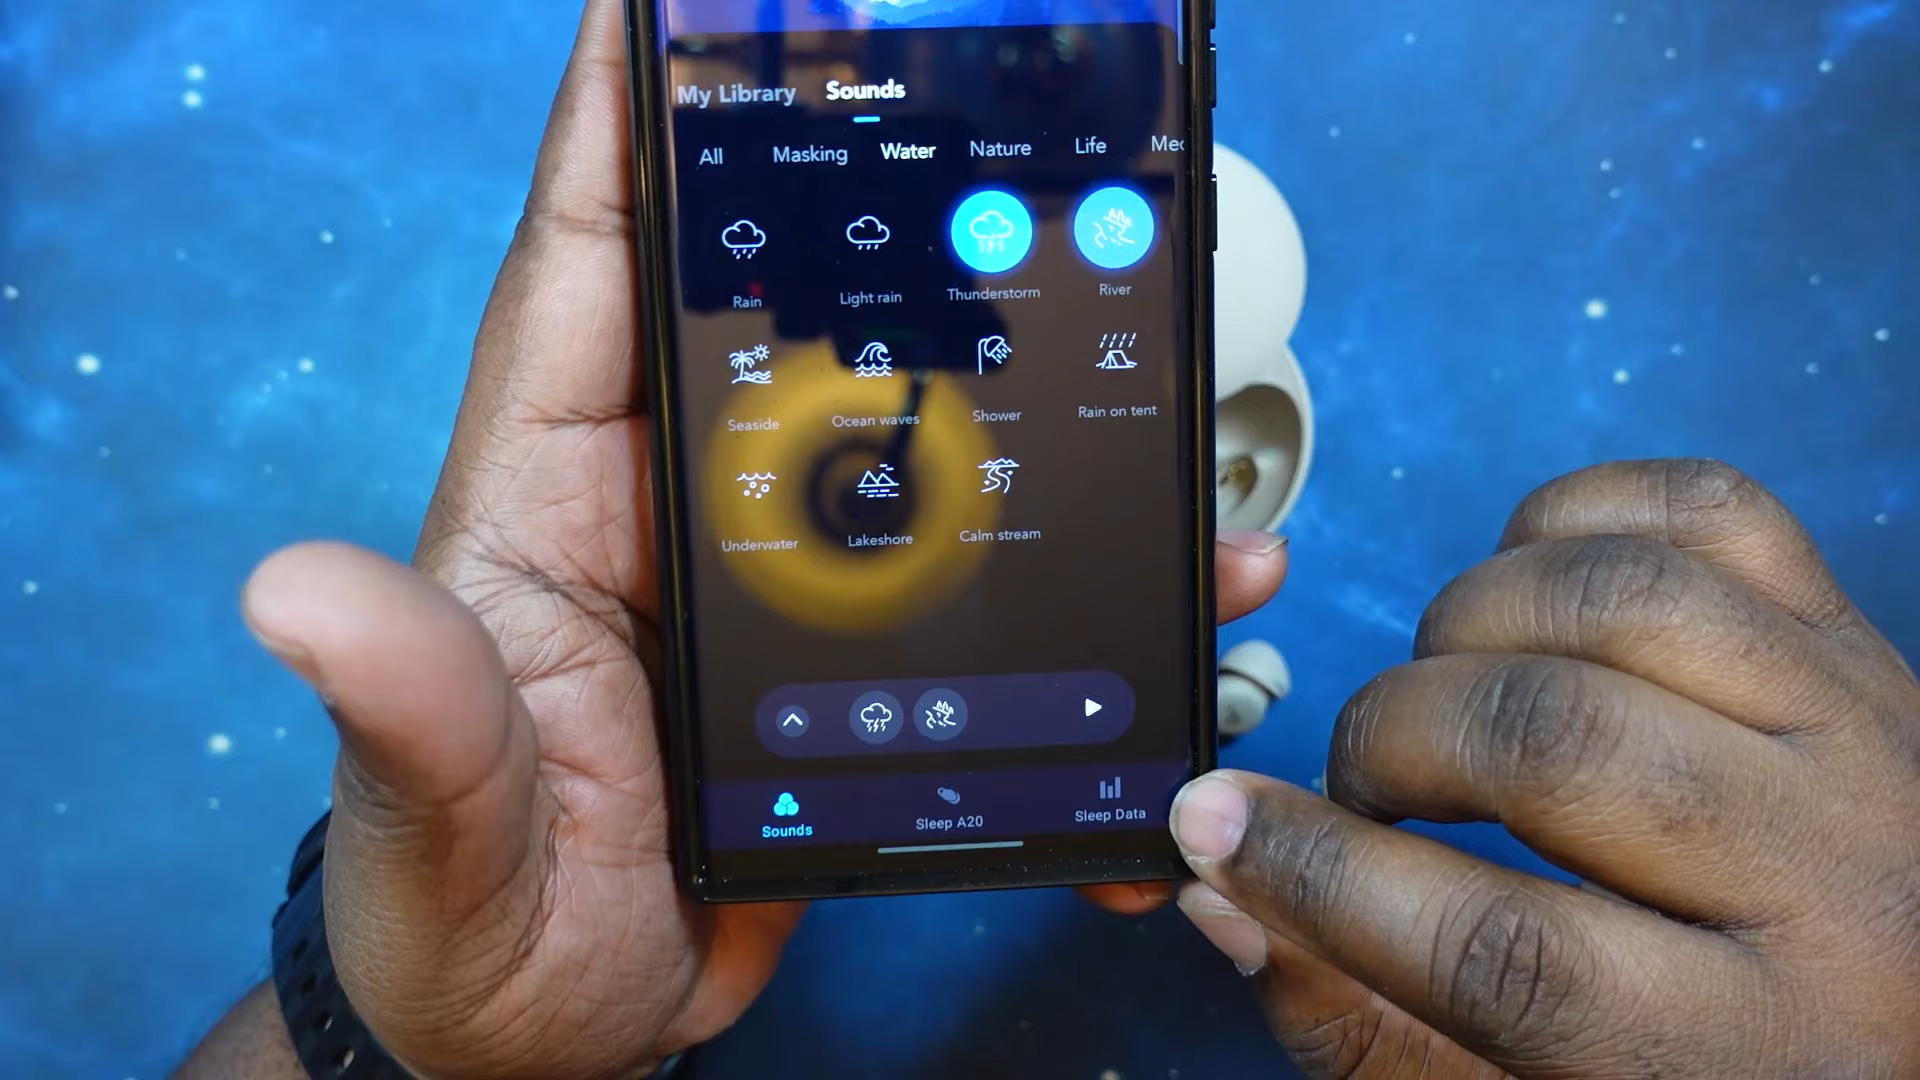 My Library Sounds
All Masking Water Nature Life Mec
Rain Light rain Thunderstorm River
Seaside Ocean waves Shower Rain on tent
Underwater Lakeshore Calm stream
Sounds Sleep A20 Sleep Data